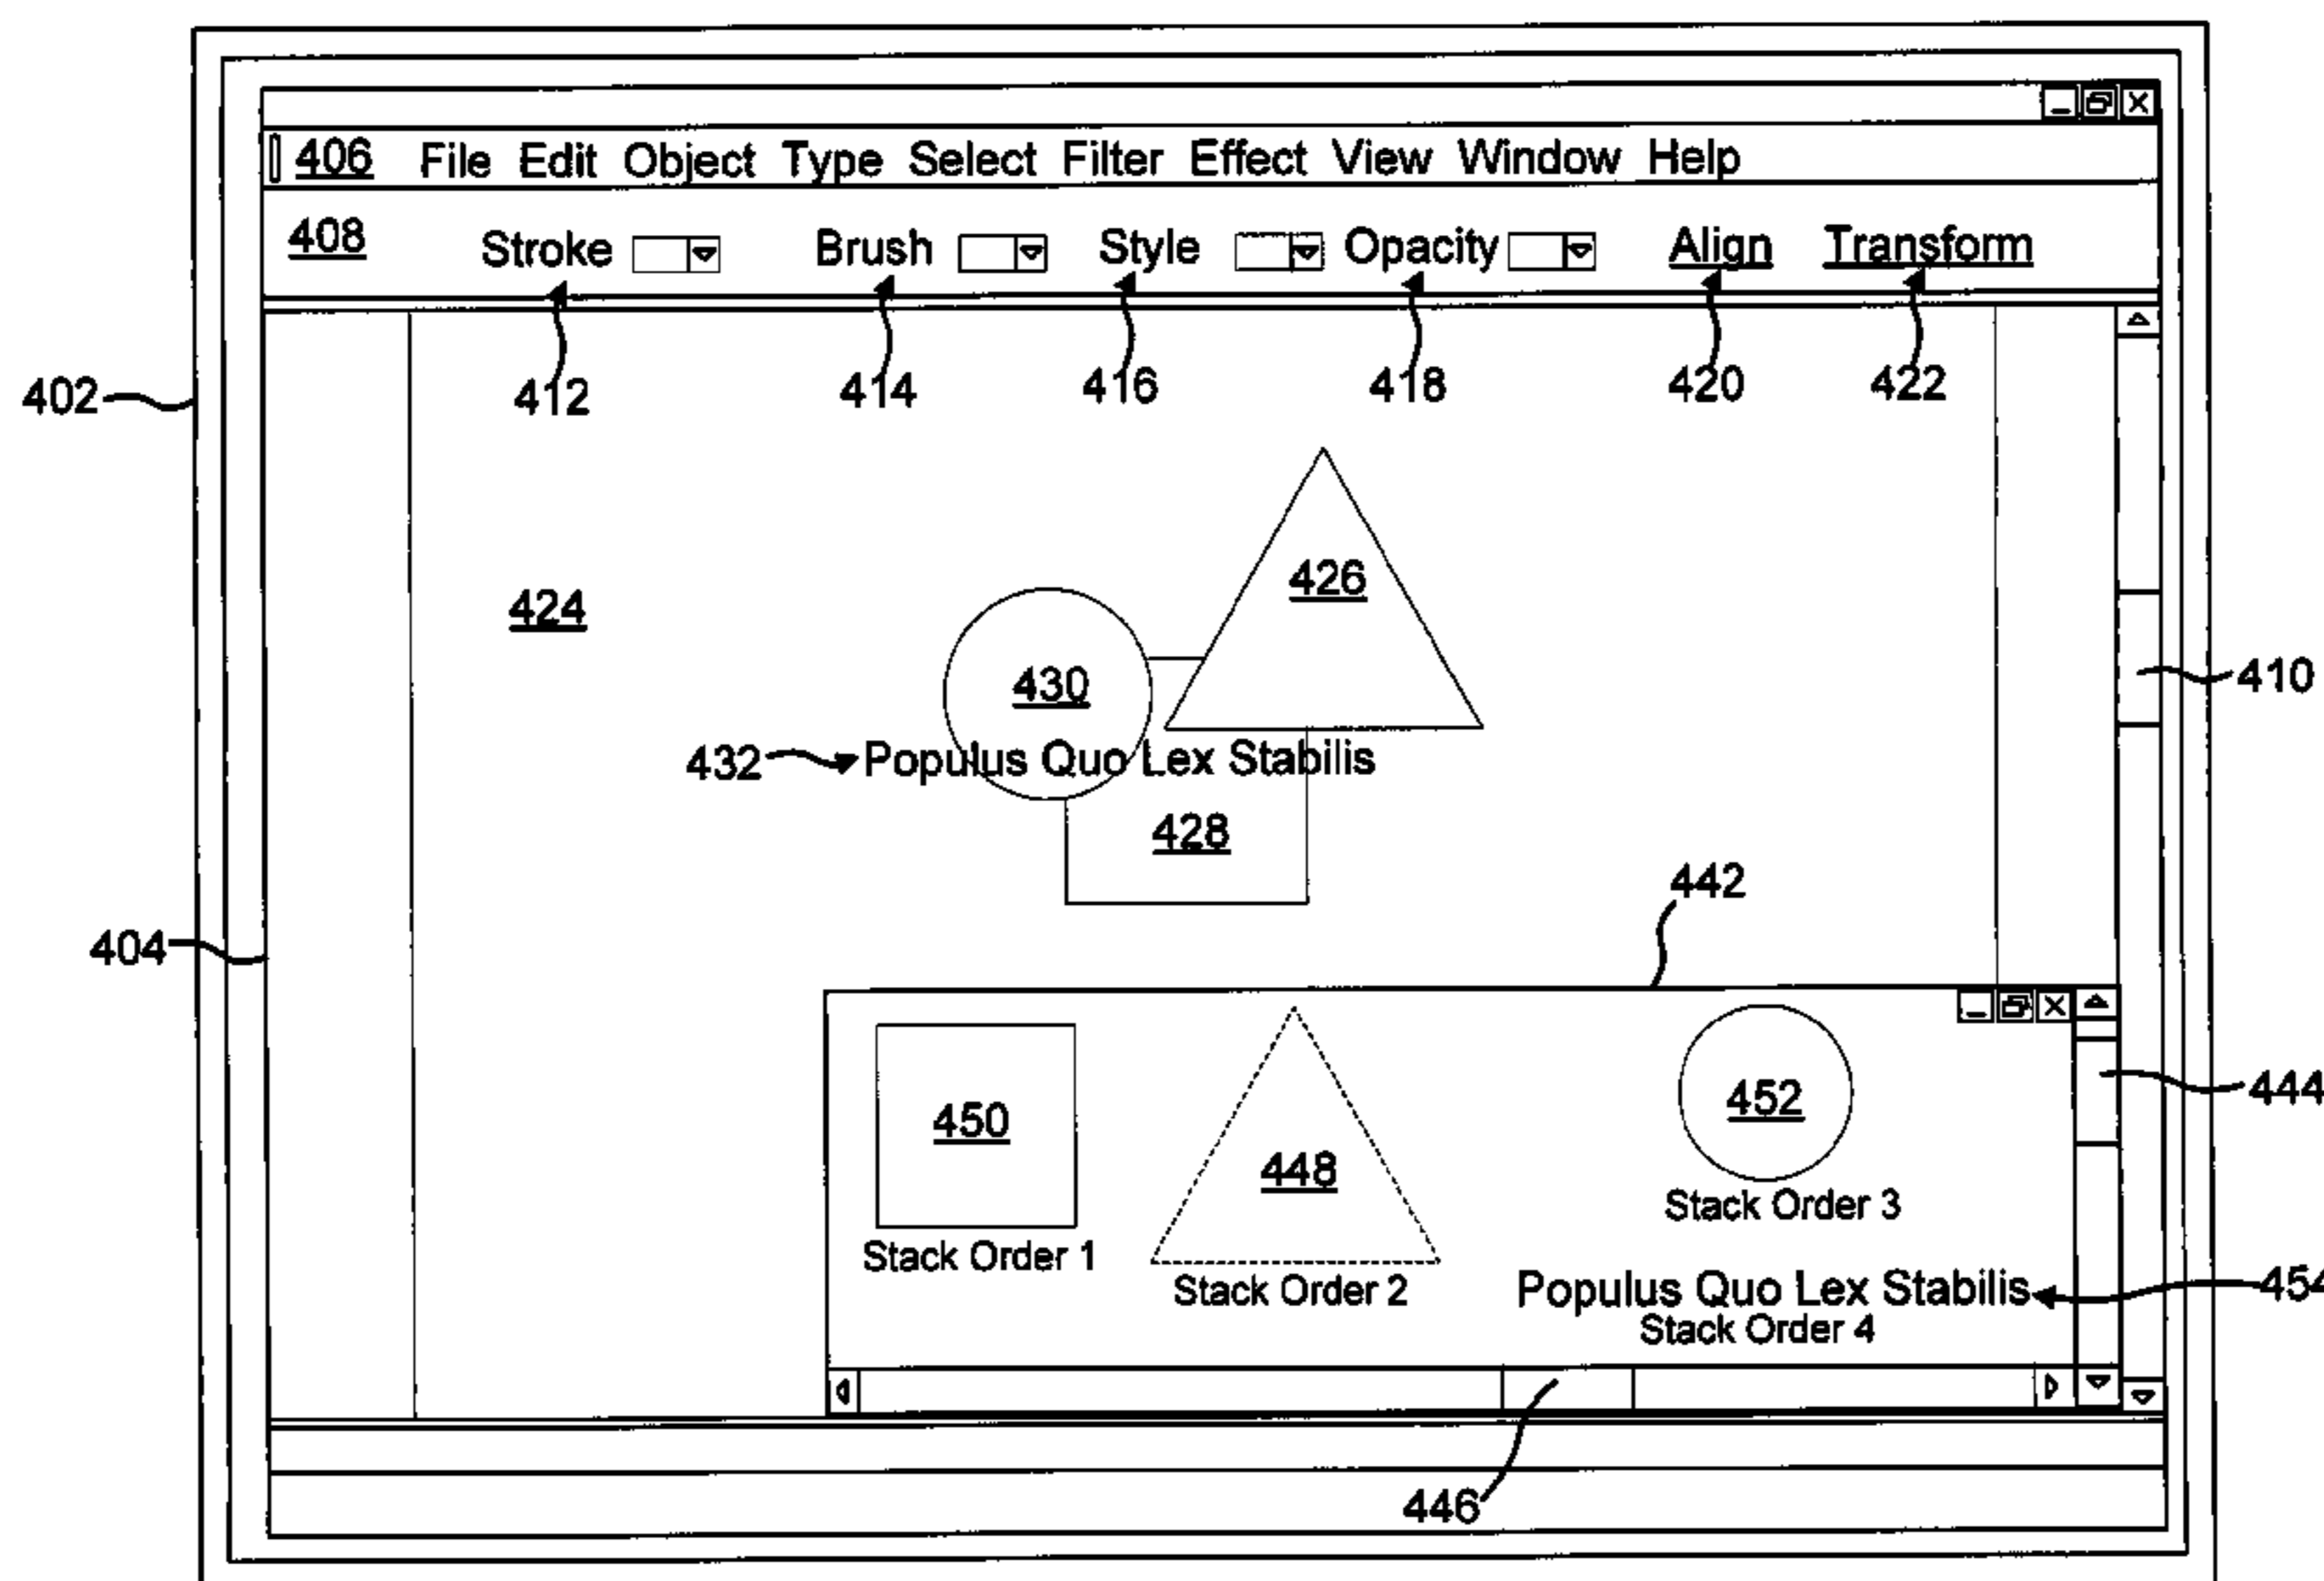 406 File Edit Object Type Select Filter Effect View Window Help
408 Stroke Brush Style Opacity Align Transform
402 412 414 416 418 420 422
426
424
430
410
432 Populus Quo Lex Stabilis
428
442
404
450 448 452
444
Stack Order 3
Stack Order 1
Stack Order 2
Populus Quo Lex Stabilis 454
Stack Order 4
446